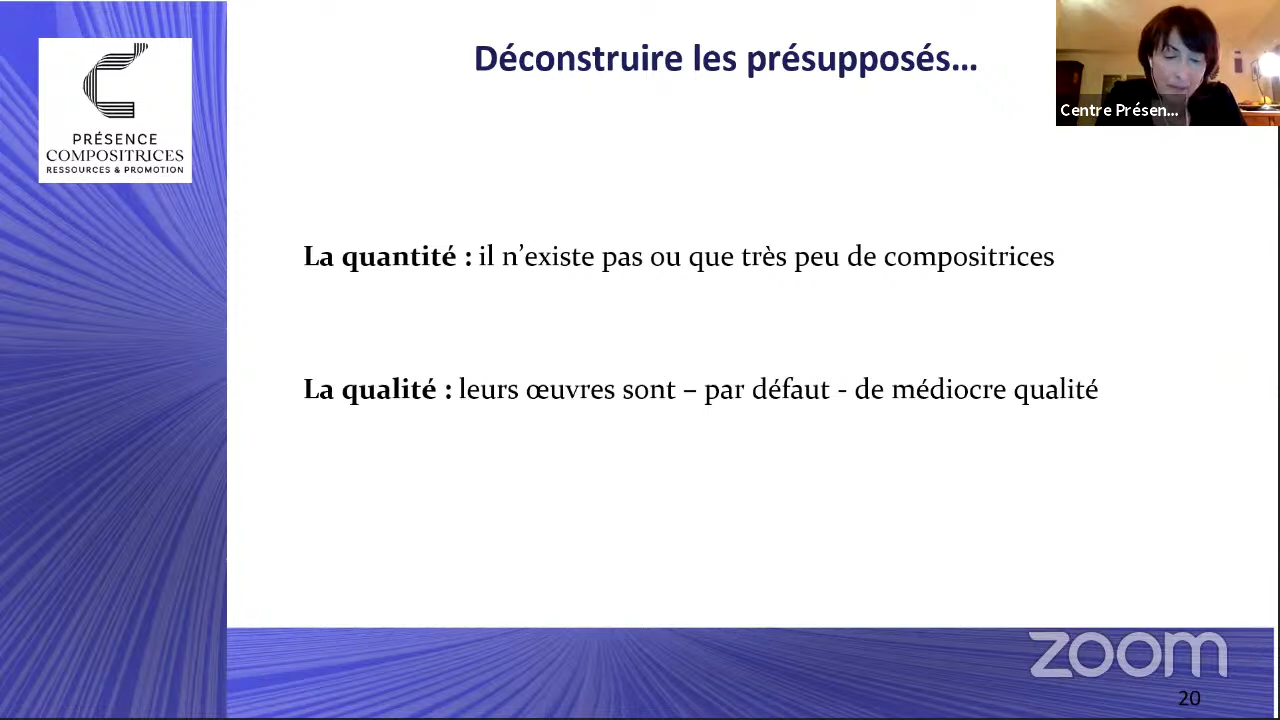 PRÉSENCE
COMPOSITRICES
RESSOURCES & PROMOTION
Déconstruire les présupposés…
Centre Présen...
La quantité : il n’existe pas ou que très peu de compositrices
La qualité : leurs œuvres sont – par défaut - de médiocre qualité
zoom
20